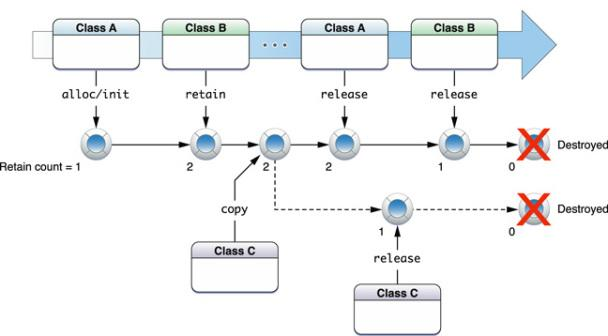 Class A
Class B
...
Class A
Class B
alloc/init
retain
release
release
Destroyed
Retain count = 1
2
2
2
1
0
copy
Destroyed
1
0
Class C
release
Class C